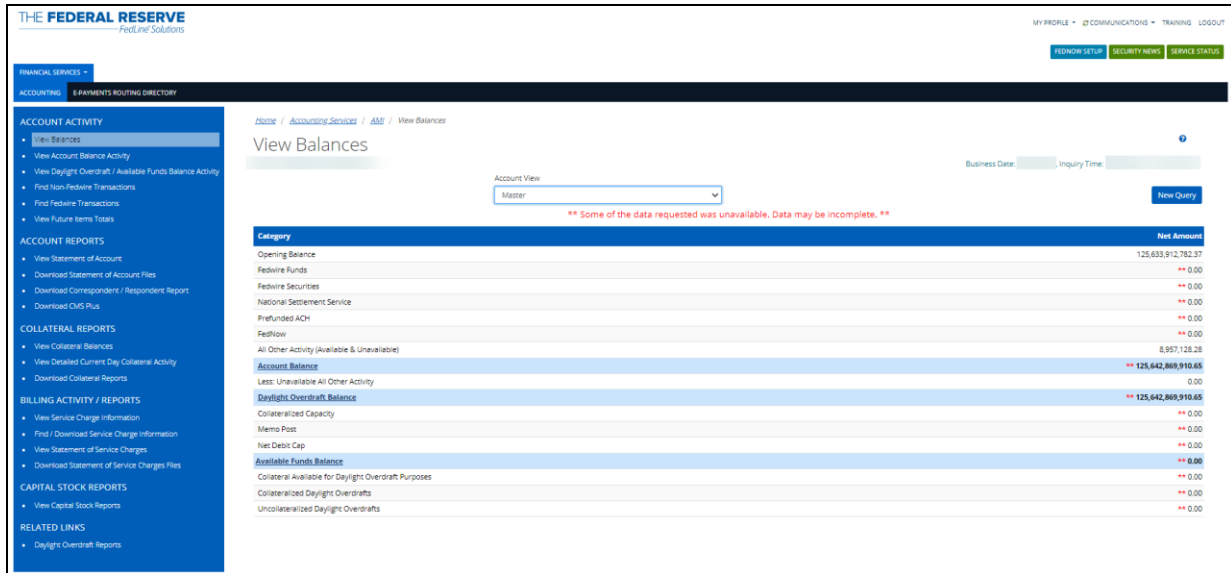 THE FEDERAL RESERVE
FedLine Solutions
MY PROFILE COMMUNICATIONS TRAINING LOGOUT
FEDNOW SETUP SECURITY NEWS SERVICE STATUS
FINANCIAL SERVICES
ACCOUNTING E-PAYMENTS ROUTING DIRECTORY
ACCOUNT ACTIVITY
• View Balances
• View Account Balance Activity
• View Daylight Overdraft / Available Funds Balance Activity
• Find Non-Fedwire Transactions
• Find Fedwire Transactions
• View Future Items Totals
ACCOUNT REPORTS
• View Statement of Account
• Download Statement of Account Files
• Download Correspondent / Respondent Report
• Download CMS Plus
COLLATERAL REPORTS
• View Collateral Balances
• View Detailed Current Day Collateral Activity
• Download Collateral Reports
BILLING ACTIVITY / REPORTS
• View Service Charge Information
• Find / Download Service Charge Information
• View Statement of Service Charges
• Download Statement of Service Charges Files
CAPITAL STOCK REPORTS
• View Capital Stock Reports
RELATED LINKS
• Daylight Overdraft Reports
Home / Accounting Services / AMI / View Balances
View Balances
?
Business Date: , Inquiry Time:
Account View
Master
New Query
** Some of the data requested was unavailable. Data may be incomplete. **
Category Net Amount
Opening Balance 125,633,912,782.37
Fedwire Funds ** 0.00
Fedwire Securities ** 0.00
National Settlement Service ** 0.00
Prefunded ACH ** 0.00
FedNow ** 0.00
All Other Activity (Available & Unavailable) 8,957,128.28
Account Balance ** 125,642,869,910.65
Less: Unavailable All Other Activity 0.00
Daylight Overdraft Balance ** 125,642,869,910.65
Collateralized Capacity ** 0.00
Memo Post ** 0.00
Net Debit Cap ** 0.00
Available Funds Balance ** 0.00
Collateral Available for Daylight Overdraft Purposes ** 0.00
Collateralized Daylight Overdrafts ** 0.00
Uncollateralized Daylight Overdrafts ** 0.00